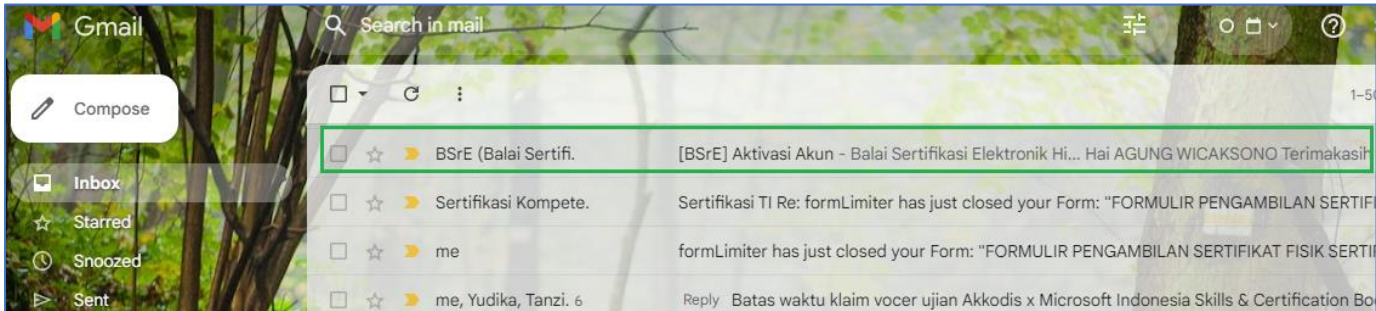 Gmail
Search in mail
Compose
1–50
BSrE (Balai Sertifi. [BSrE] Aktivasi Akun - Balai Sertifikasi Elektronik Hi... Hai AGUNG WICAKSONO Terimakasih
Inbox
Sertifikasi Kompete. Sertifikasi TI Re: formLimiter has just closed your Form: "FORMULIR PENGAMBILAN SERTIFI
Starred
me formLimiter has just closed your Form: "FORMULIR PENGAMBILAN SERTIFIKAT FISIK SERTIF
Snoozed
Sent
me, Yudika, Tanzi. 6 Reply Batas waktu klaim vocer ujian Akkodis x Microsoft Indonesia Skills & Certification Bo